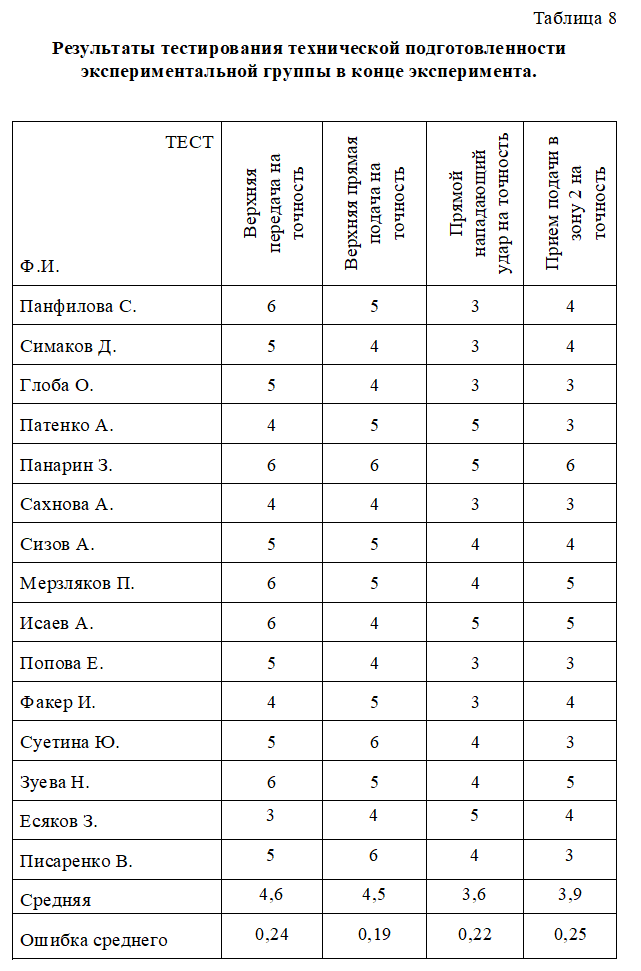 Таблица 8
Результаты тестирования технической подготовленности
экспериментальной группы в конце эксперимента.
ТЕСТ
Ф.И.
Верхняя
передача на
точность
Верхняя прямая
подача на
точность
Прямой
нападающий
удар на точность
Прием подачи в
зону 2 на
точность
Панфилова С. 6 5 3 4
Симаков Д. 5 4 3 4
Глоба О. 5 4 3 3
Патенко А. 4 5 5 3
Панарин З. 6 6 5 6
Сахнова А. 4 4 3 3
Сизов А. 5 5 4 4
Мерзляков П. 6 5 4 5
Исаев А. 6 4 5 5
Попова Е. 5 4 3 3
Факер И. 4 5 3 4
Суетина Ю. 5 6 4 3
Зуева Н. 6 5 4 5
Есяков З. 3 4 5 4
Писаренко В. 5 6 4 3
Средняя 4,6 4,5 3,6 3,9
Ошибка среднего 0,24 0,19 0,22 0,25